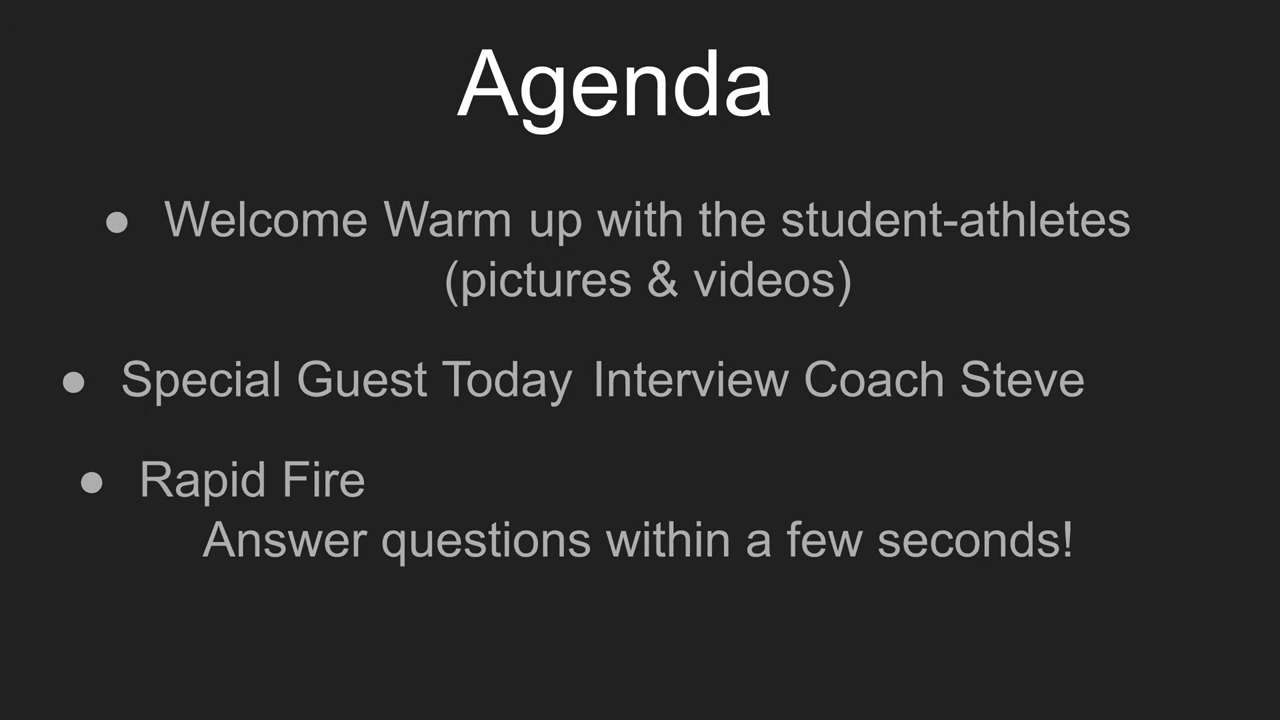 Agenda
● Welcome Warm up with the student-athletes
(pictures & videos)
● Special Guest Today Interview Coach Steve
● Rapid Fire
Answer questions within a few seconds!